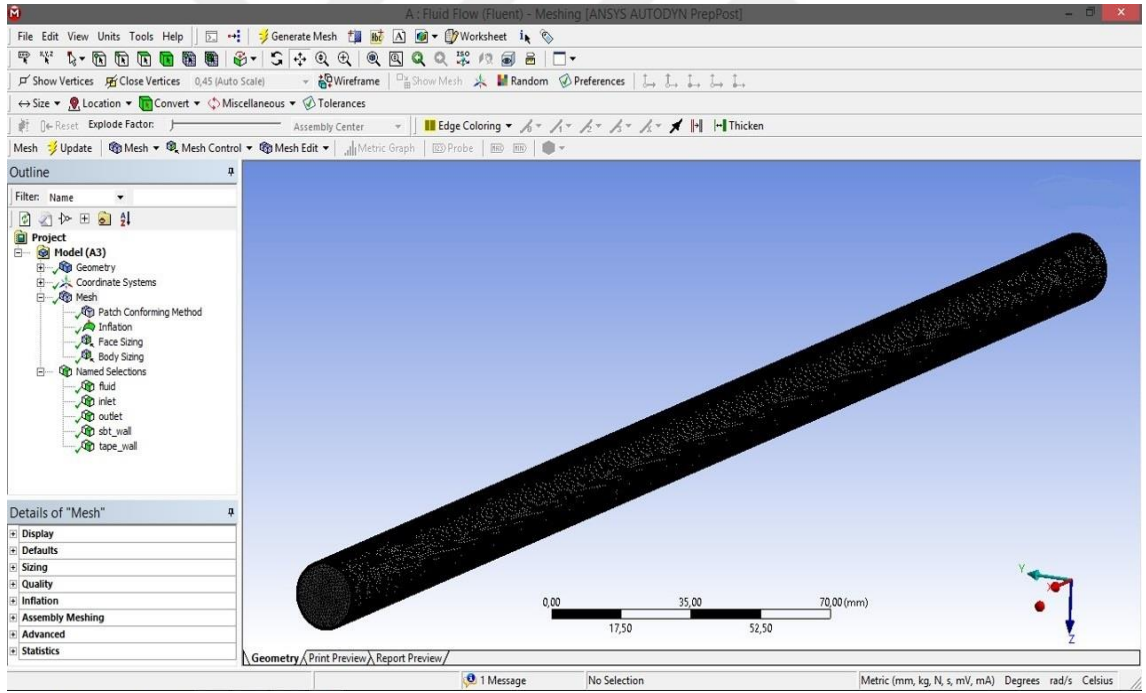 A : Fluid Flow (Fluent) - Meshing [ANSYS AUTODYN PrepPost]
File Edit View Units Tools Help Generate Mesh Worksheet
Show Vertices Close Vertices 0,45 (Auto Scale) Wireframe Show Mesh Random Preferences
Size Location Convert Miscellaneous Tolerances
Reset Explode Factor: Assembly Center Edge Coloring Thicken
Mesh Update Mesh Mesh Control Mesh Edit Metric Graph Probe
Outline
Filter: Name
Project
Model (A3)
Geometry
Coordinate Systems
Mesh
Patch Conforming Method
Inflation
Face Sizing
Body Sizing
Named Selections
fluid
inlet
outlet
sbt_wall
tape_wall
Details of "Mesh"
Display
Defaults
Sizing
Quality
Inflation
Assembly Meshing
Advanced
Statistics
0,00 35,00 70,00 (mm)
17,50 52,50
Y
X
Z
Geometry Print Preview Report Preview
1 Message No Selection Metric (mm, kg, N, s, mV, mA) Degrees rad/s Celsius